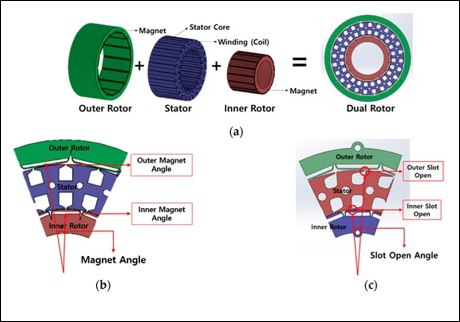 Magnet
Stator Core
Winding (Coil)
Magnet
+
+
=
Outer Rotor
Stator
Inner Rotor
Dual Rotor
(a)
Outer Rotor
Stator
Inner Rotor
Outer Magnet
Angle
Inner Magnet
Angle
Magnet Angle
(b)
Outer Rotor
Stator
Inner Rotor
Outer Slot
Open
Inner Slot
Open
Slot Open Angle
(c)